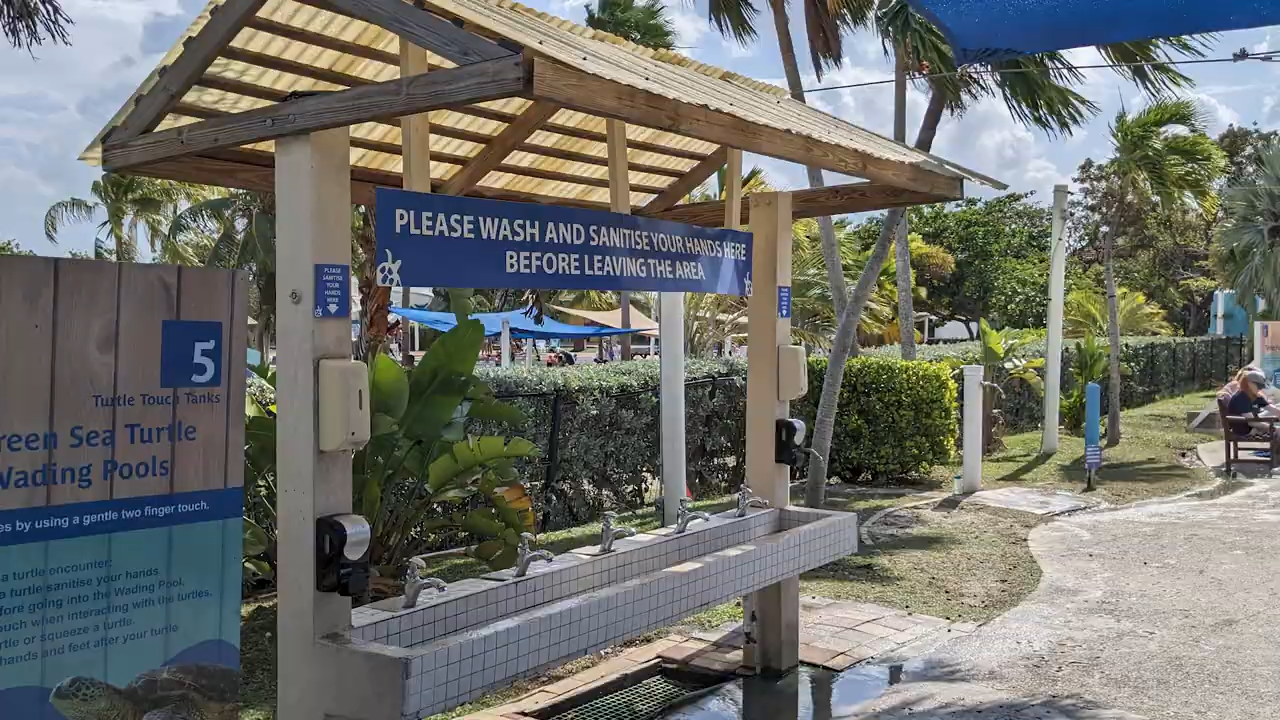 PLEASE WASH AND SANITISE YOUR HANDS HERE
BEFORE LEAVING THE AREA
PLEASE
SANITISE
YOUR
HANDS
HERE
5
Turtle Touch Tanks
reen Sea Turtle
Wading Pools
es by using a gentle two finger touch.
a turtle encounter:
a turtle sanitise your hands
fore going into the Wading Pool.
ouch when interacting with the turtles.
rtle or squeeze a turtle.
hands and feet after your turtle